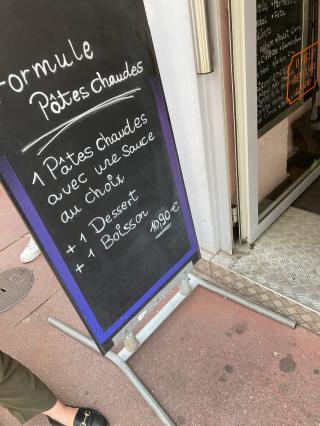 Formule
Pâtes chaudes
1 Pâtes chaudes
avec une sauce
au choix
+ 1 Dessert
+ 1 Boisson
10,90 €